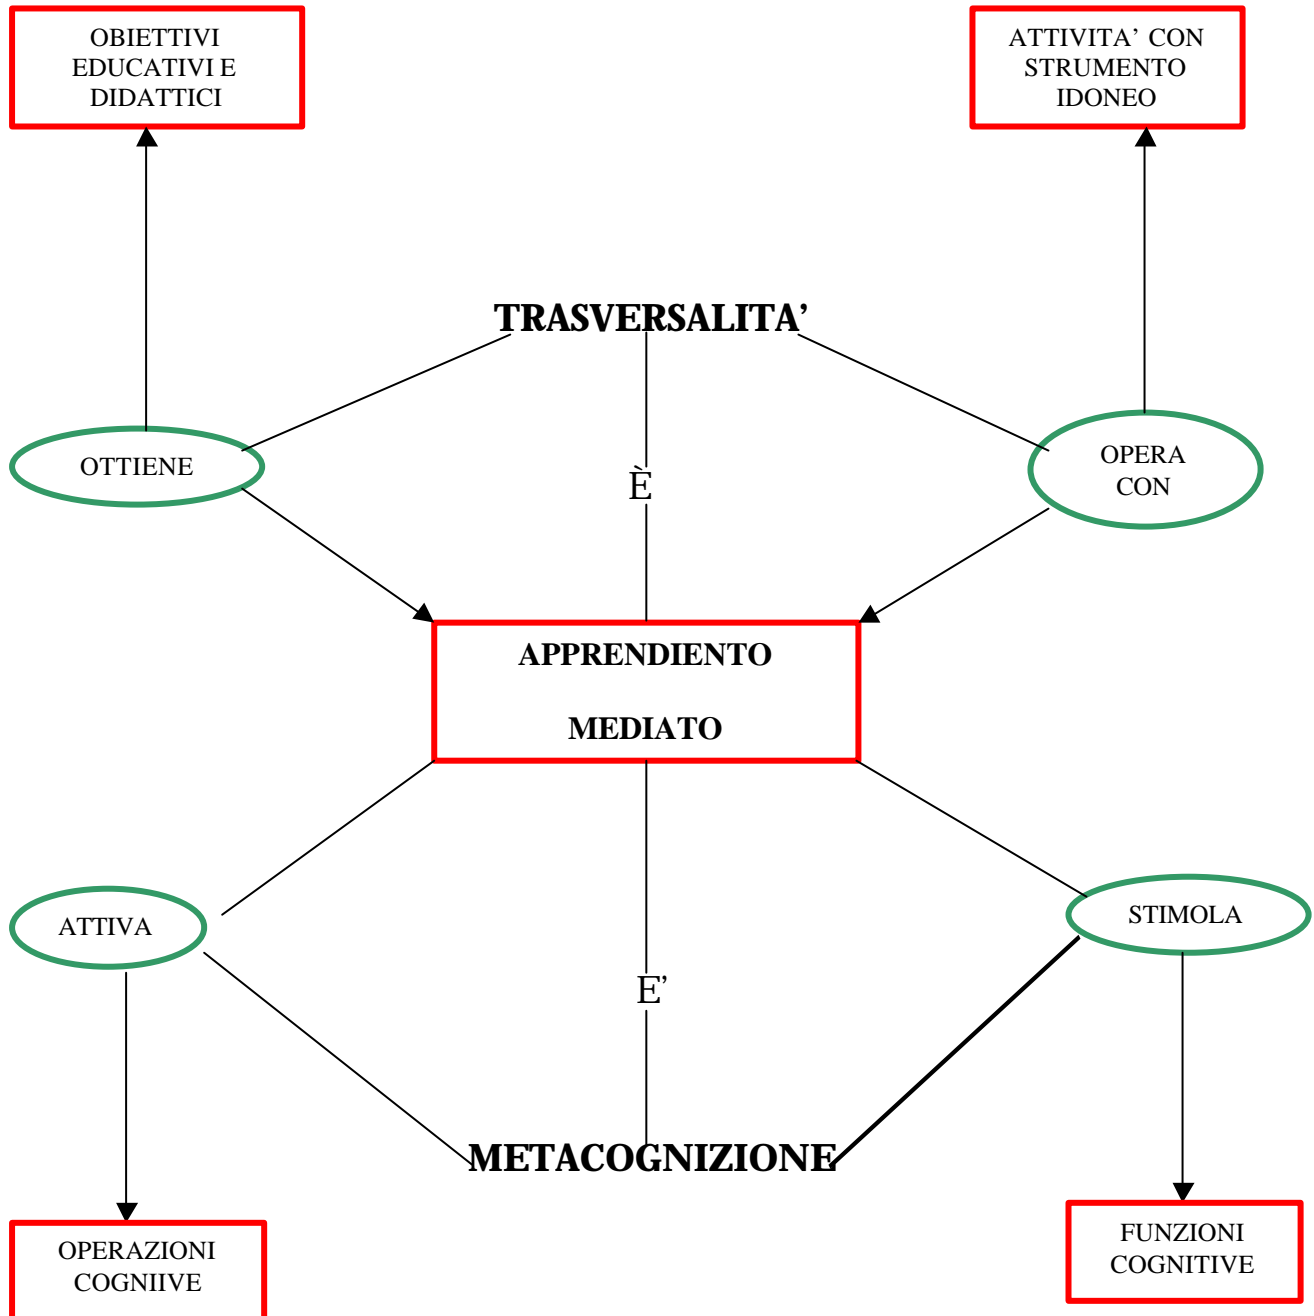 OBIETTIVI
EDUCATIVI E
DIDATTICI
ATTIVITA’ CON
STRUMENTO
IDONEO
TRASVERSALITA’
OTTIENE
È
OPERA
CON
APPRENDIENTO
MEDIATO
ATTIVA
STIMOLA
E’
METACOGNIZIONE
OPERAZIONI
COGNIIVE
FUNZIONI
COGNITIVE